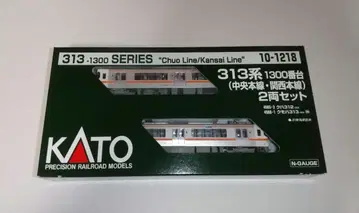 313-1300 SERIES "Chuo Line/Kansai Line" 10-1218
313系 1300番台
(中央本線・関西本線)
2両セット
KATO
PRECISION RAILROAD MODELS
N-GAUGE